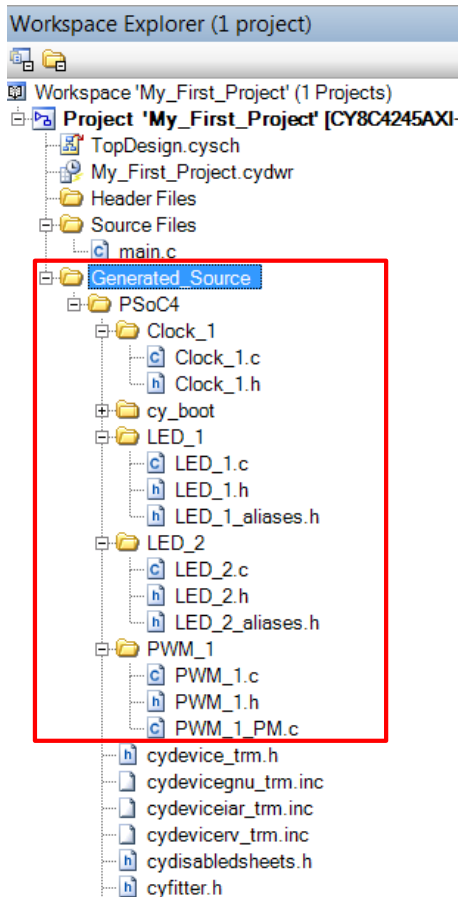 Workspace Explorer (1 project)
Workspace 'My_First_Project' (1 Projects)
Project 'My_First_Project' [CY8C4245AXI-
TopDesign.cysch
My_First_Project.cydwr
Header Files
Source Files
main.c
Generated_Source
PSoC4
Clock_1
Clock_1.c
Clock_1.h
cy_boot
LED_1
LED_1.c
LED_1.h
LED_1_aliases.h
LED_2
LED_2.c
LED_2.h
LED_2_aliases.h
PWM_1
PWM_1.c
PWM_1.h
PWM_1_PM.c
cydevice_trm.h
cydevicegnu_trm.inc
cydeviceiar_trm.inc
cydevicerv_trm.inc
cydisabledsheets.h
cyfitter.h